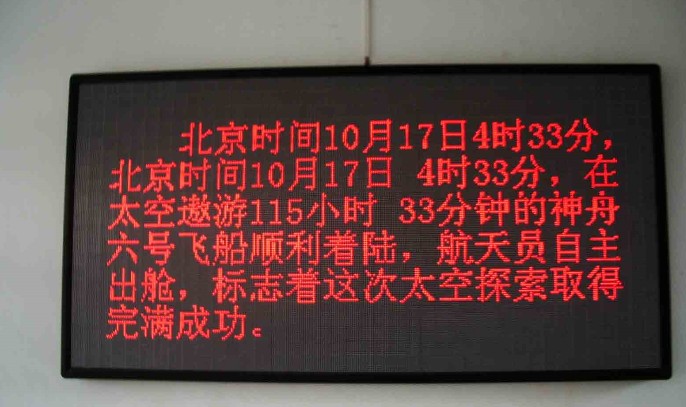 北京时间10月17日4时33分，
北京时间10月17日 4时33分，在
太空遨游115小时 33分钟的神舟
六号飞船顺利着陆，航天员自主
出舱，标志着这次太空探索取得
完满成功。